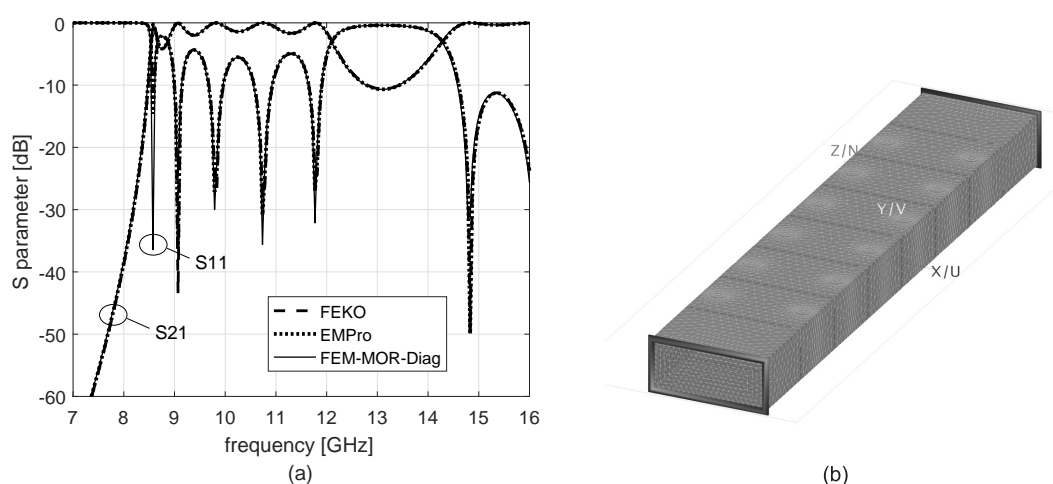 0
-10
-20
-30
-40
-50
-60
S parameter [dB]
S11
S21
FEKO
EMPro
FEM-MOR-Diag
7 8 9 10 11 12 13 14 15 16
frequency [GHz]
(a)
Z/N
Y/V
X/U
(b)